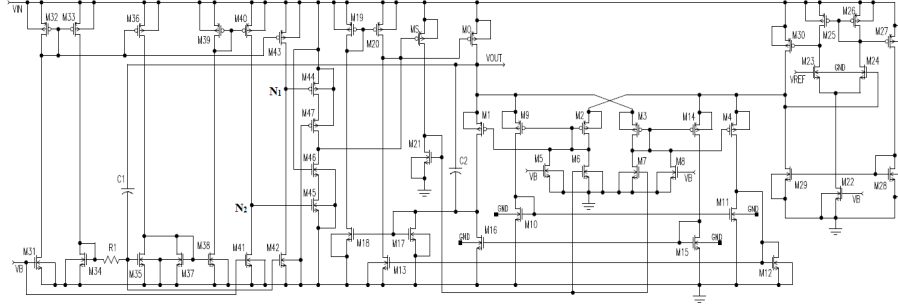 VIN
M32
M33
M36
M39
M40
M43
M19
M20
MS
M0
M26
M25
M27
M30
VOUT
M44
N1
M47
M23
GND
M24
VREF
M1
M9
M2
M3
M14
M4
M21
C2
C1
M46
M5
M6
M7
M8
VB
VB
M45
N2
M29
M22
VB
M28
GND
M10
M11
GND
M18
M17
GND
M16
M15
GND
M31
VB
M34
R1
M35
M37
M38
M41
M42
M13
M12